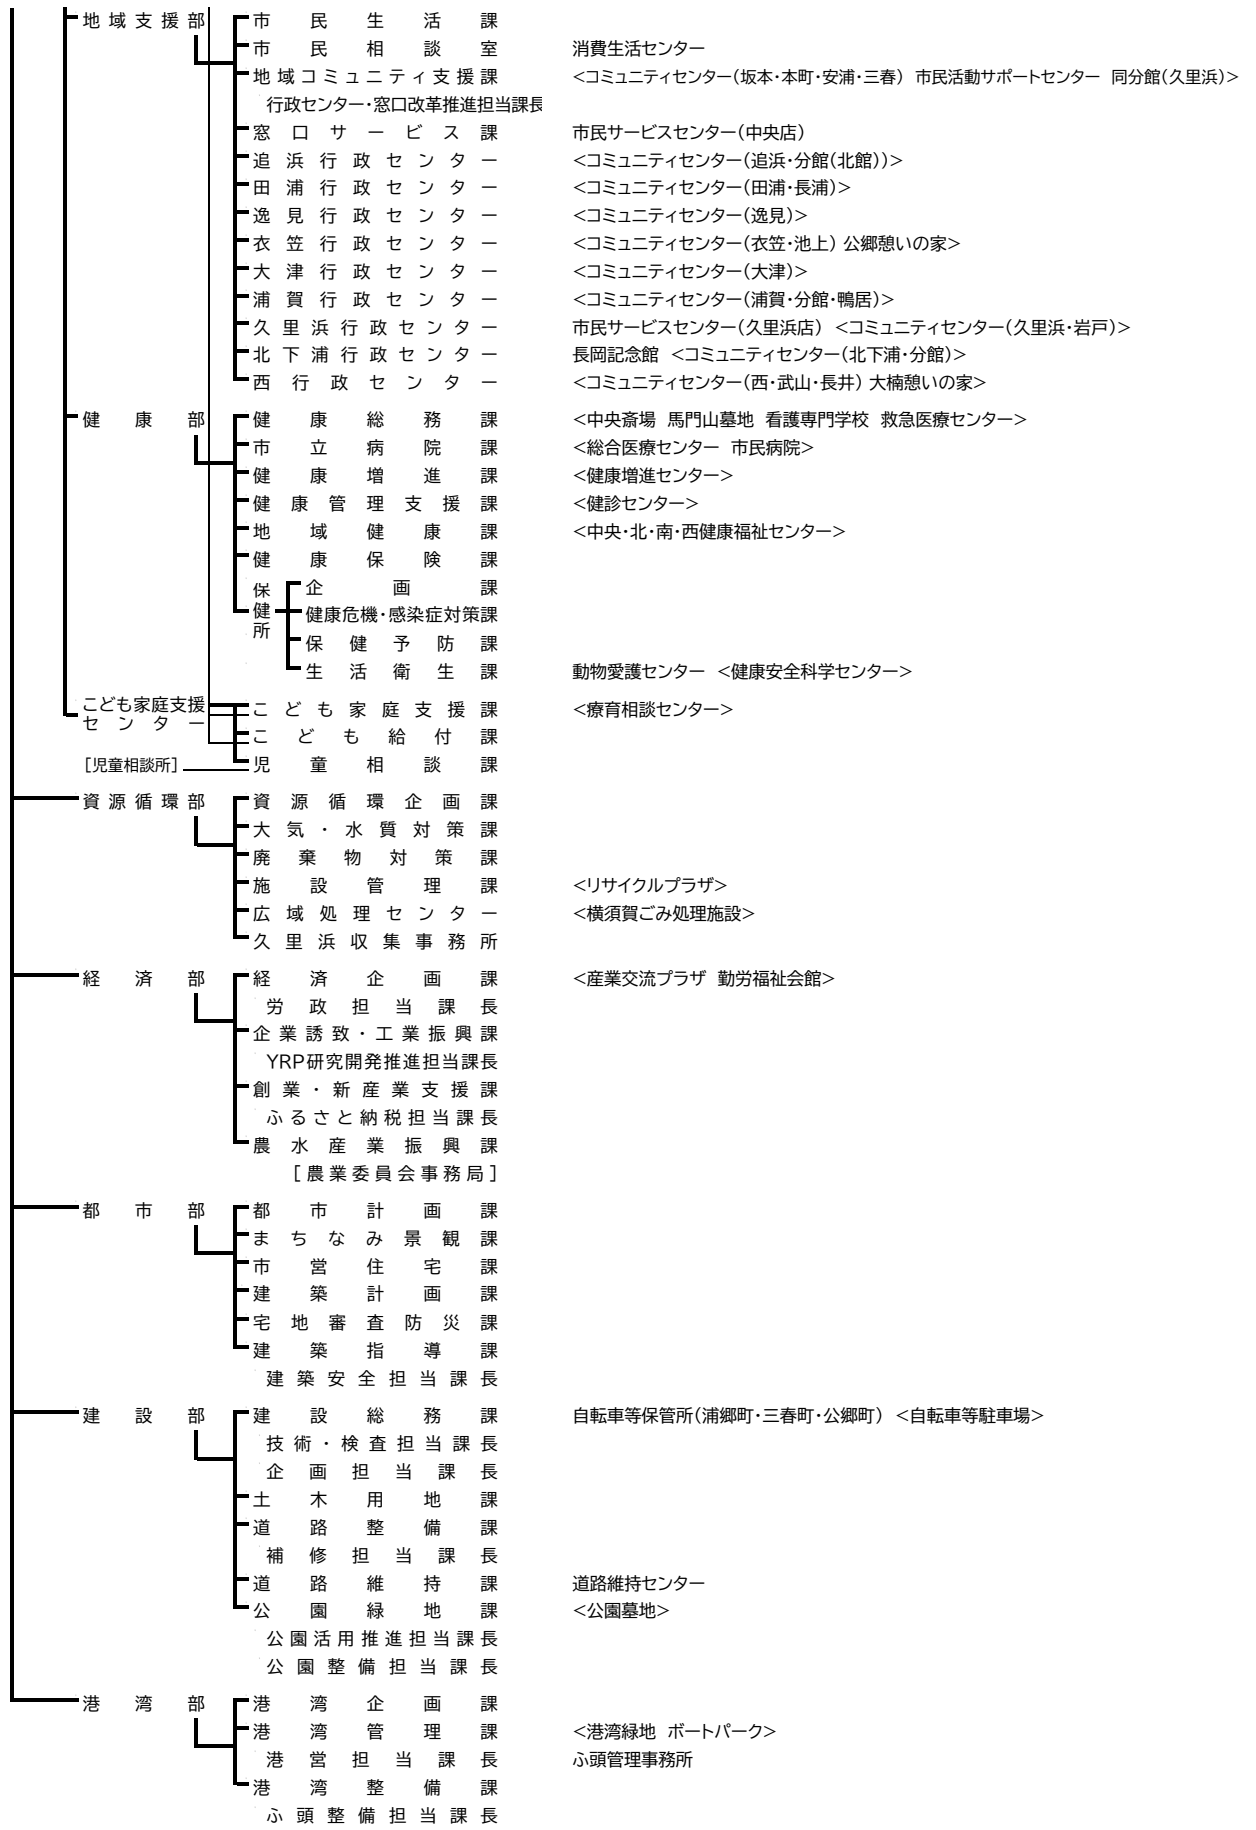 地域支援部 市民生活課
市民相談室 消費生活センター
地域コミュニティ支援課 <コミュニティセンター(坂本・本町・安浦・三春) 市民活動サポートセンター 同分館(久里浜)>
行政センター・窓口改革推進担当課長
窓口サービス課 市民サービスセンター(中央店)
追浜行政センター <コミュニティセンター(追浜・分館(北館))>
田浦行政センター <コミュニティセンター(田浦・長浦)>
逸見行政センター <コミュニティセンター(逸見)>
衣笠行政センター <コミュニティセンター(衣笠・池上) 公郷憩いの家>
大津行政センター <コミュニティセンター(大津)>
浦賀行政センター <コミュニティセンター(浦賀・分館・鴨居)>
久里浜行政センター 市民サービスセンター(久里浜店) <コミュニティセンター(久里浜・岩戸)>
北下浦行政センター 長岡記念館 <コミュニティセンター(北下浦・分館)>
西行政センター <コミュニティセンター(西・武山・長井) 大楠憩いの家>
健康部 健康総務課 <中央斎場 馬門山墓地 看護専門学校 救急医療センター>
市立病院課 <総合医療センター 市民病院>
健康増進課 <健康増進センター>
健康管理支援課 <健診センター>
地域健康課 <中央・北・南・西健康福祉センター>
健康保険課
保健所 企画課
健康危機・感染症対策課
保健予防課
生活衛生課 動物愛護センター <健康安全科学センター>
こども家庭支援センター こども家庭支援課 <療育相談センター>
こども給付課
[児童相談所] 児童相談課
資源循環部 資源循環企画課
大気・水質対策課
廃棄物対策課
施設管理課 <リサイクルプラザ>
広域処理センター <横須賀ごみ処理施設>
久里浜収集事務所
経済部 経済企画課 <産業交流プラザ 勤労福祉会館>
労政担当課長
企業誘致・工業振興課
YRP研究開発推進担当課長
創業・新産業支援課
ふるさと納税担当課長
農水産業振興課
[農業委員会事務局]
都市部 都市計画課
まちなみ景観課
市営住宅課
建築計画課
宅地審査防災課
建築指導課
建築安全担当課長
建設部 建設総務課 自転車等保管所(浦郷町・三春町・公郷町) <自転車等駐車場>
技術・検査担当課長
企画担当課長
土木用地課
道路整備課
補修担当課長
道路維持課 道路維持センター
公園緑地課 <公園墓地>
公園活用推進担当課長
公園整備担当課長
港湾部 港湾企画課
港湾管理課 <港湾緑地 ボートパーク>
港営担当課長 ふ頭管理事務所
港湾整備課
ふ頭整備担当課長